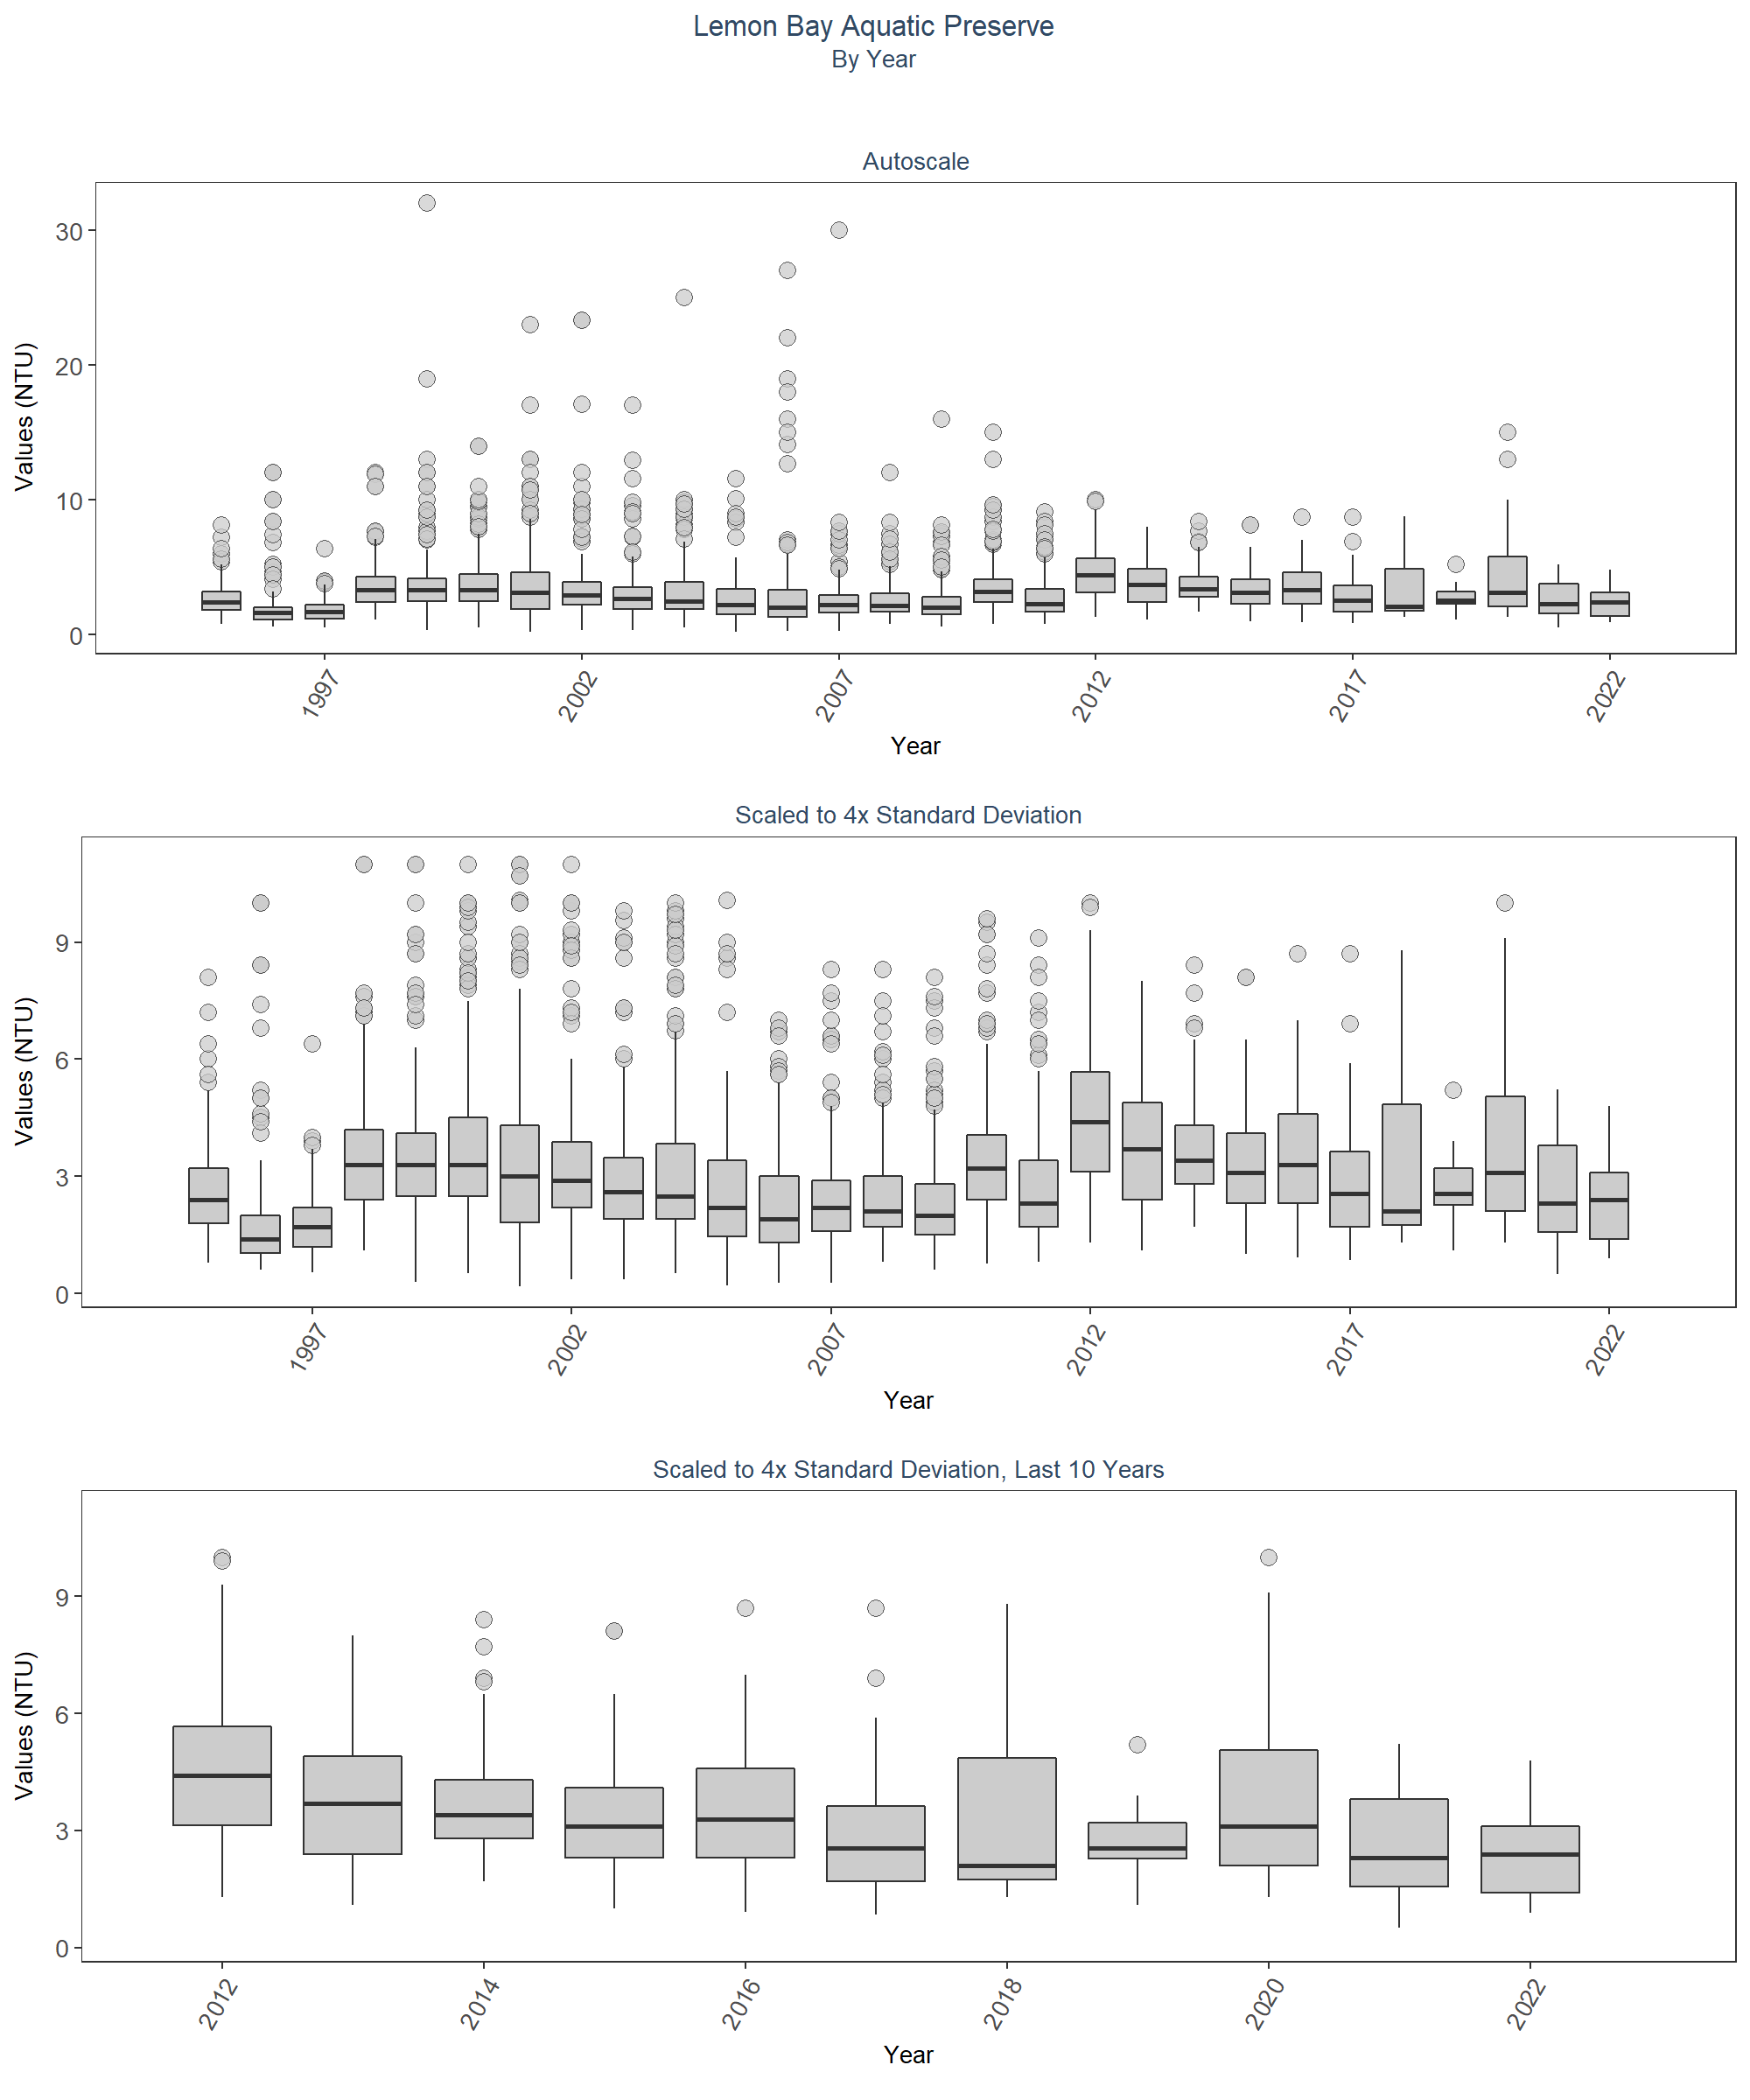 Lemon Bay Aquatic Preserve
By Year
Autoscale
Values (NTU)
30
20
10
0
1997 2002 2007 2012 2017 2022
Year
Scaled to 4x Standard Deviation
Values (NTU)
9
6
3
0
1997 2002 2007 2012 2017 2022
Year
Scaled to 4x Standard Deviation, Last 10 Years
Values (NTU)
9
6
3
0
2012 2014 2016 2018 2020 2022
Year